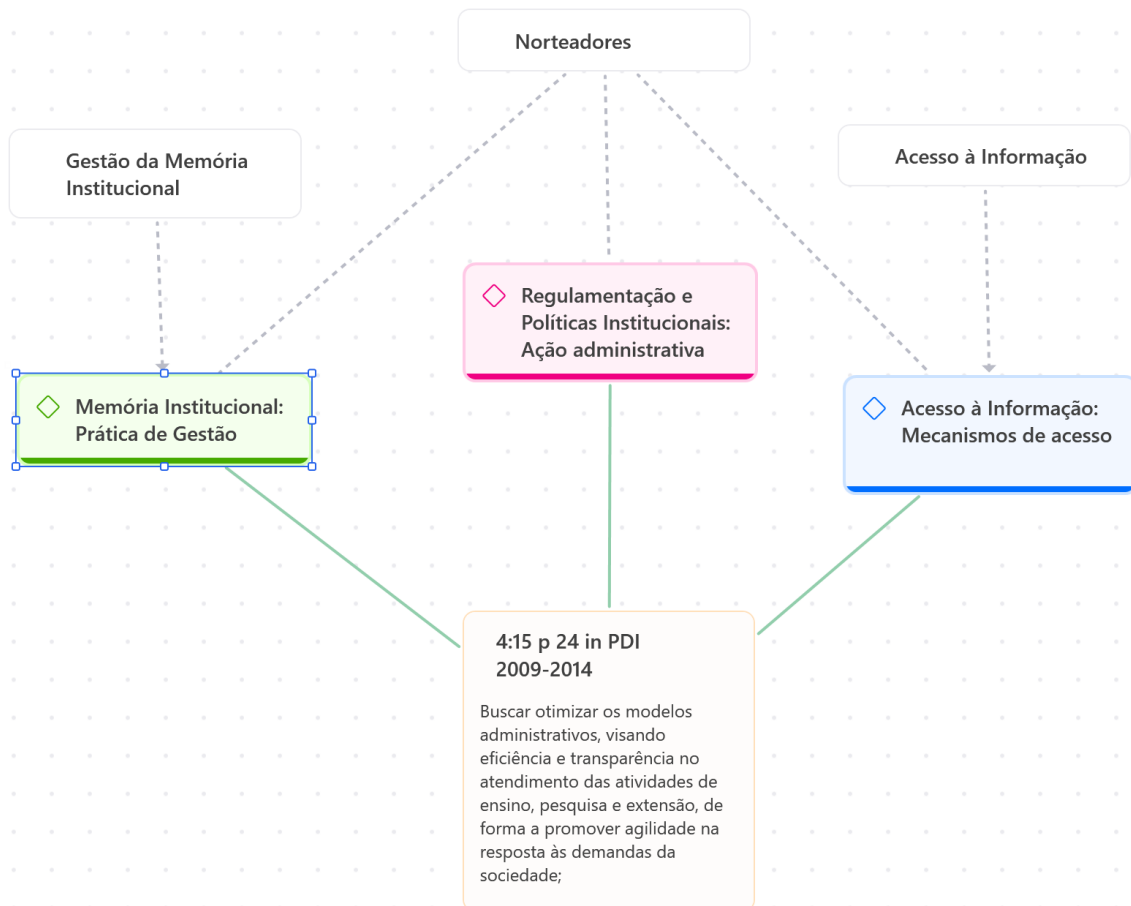 Norteadores
Gestão da Memória
Institucional
Acesso à Informação
Regulamentação e
Políticas Institucionais:
Ação administrativa
Memória Institucional:
Prática de Gestão
Acesso à Informação:
Mecanismos de acesso
4:15 p 24 in PDI
2009-2014
Buscar otimizar os modelos
administrativos, visando
eficiência e transparência no
atendimento das atividades de
ensino, pesquisa e extensão, de
forma a promover agilidade na
resposta às demandas da
sociedade;